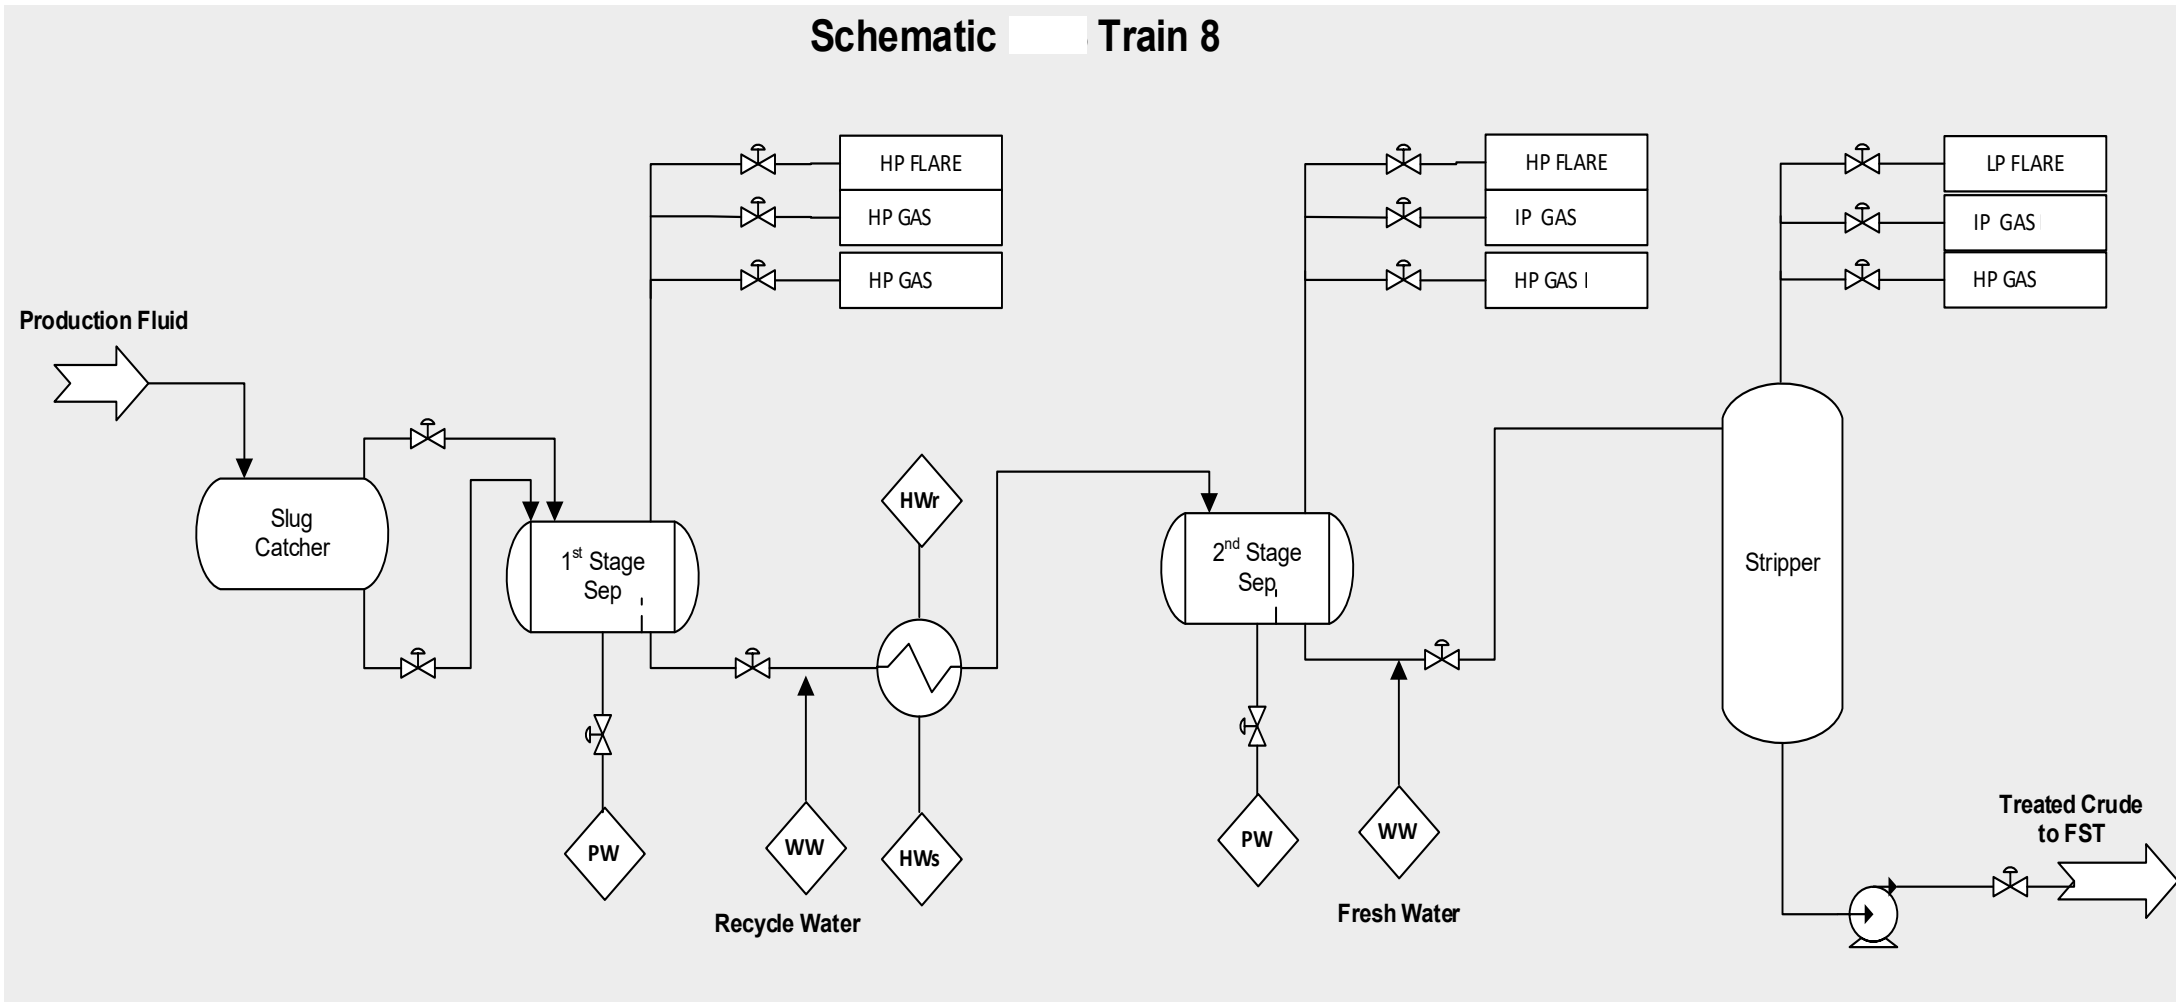 Schematic Train 8
HP FLARE
HP GAS
HP GAS
HP FLARE
IP GAS
HP GAS I
LP FLARE
IP GAS
HP GAS
Production Fluid
Slug
Catcher
1st Stage
Sep
HWr
2nd Stage
Sep
Stripper
PW
WW
HWs
Recycle Water
PW
WW
Fresh Water
Treated Crude
to FST